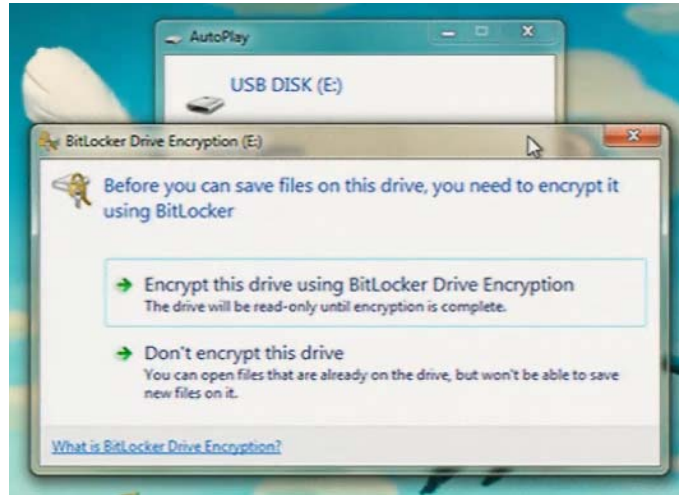 AutoPlay
USB DISK (E:)
BitLocker Drive Encryption (E:)
Before you can save files on this drive, you need to encrypt it
using BitLocker
Encrypt this drive using BitLocker Drive Encryption
The drive will be read-only until encryption is complete.
Don't encrypt this drive
You can open files that are already on the drive, but won't be able to save
new files on it.
What is BitLocker Drive Encryption?